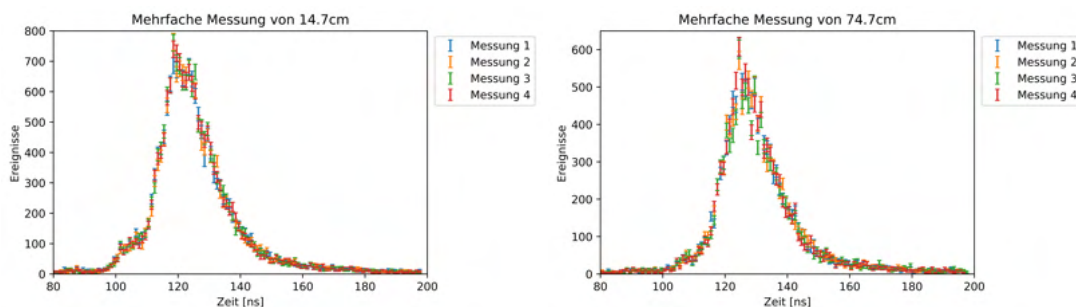 Mehrfache Messung von 14.7cm
800
700
600
500
400
300
200
100
0
Ereignisse
80 100 120 140 160 180 200
Zeit [ns]
Messung 1
Messung 2
Messung 3
Messung 4
Mehrfache Messung von 74.7cm
600
500
400
300
200
100
0
Ereignisse
80 100 120 140 160 180 200
Zeit [ns]
Messung 1
Messung 2
Messung 3
Messung 4